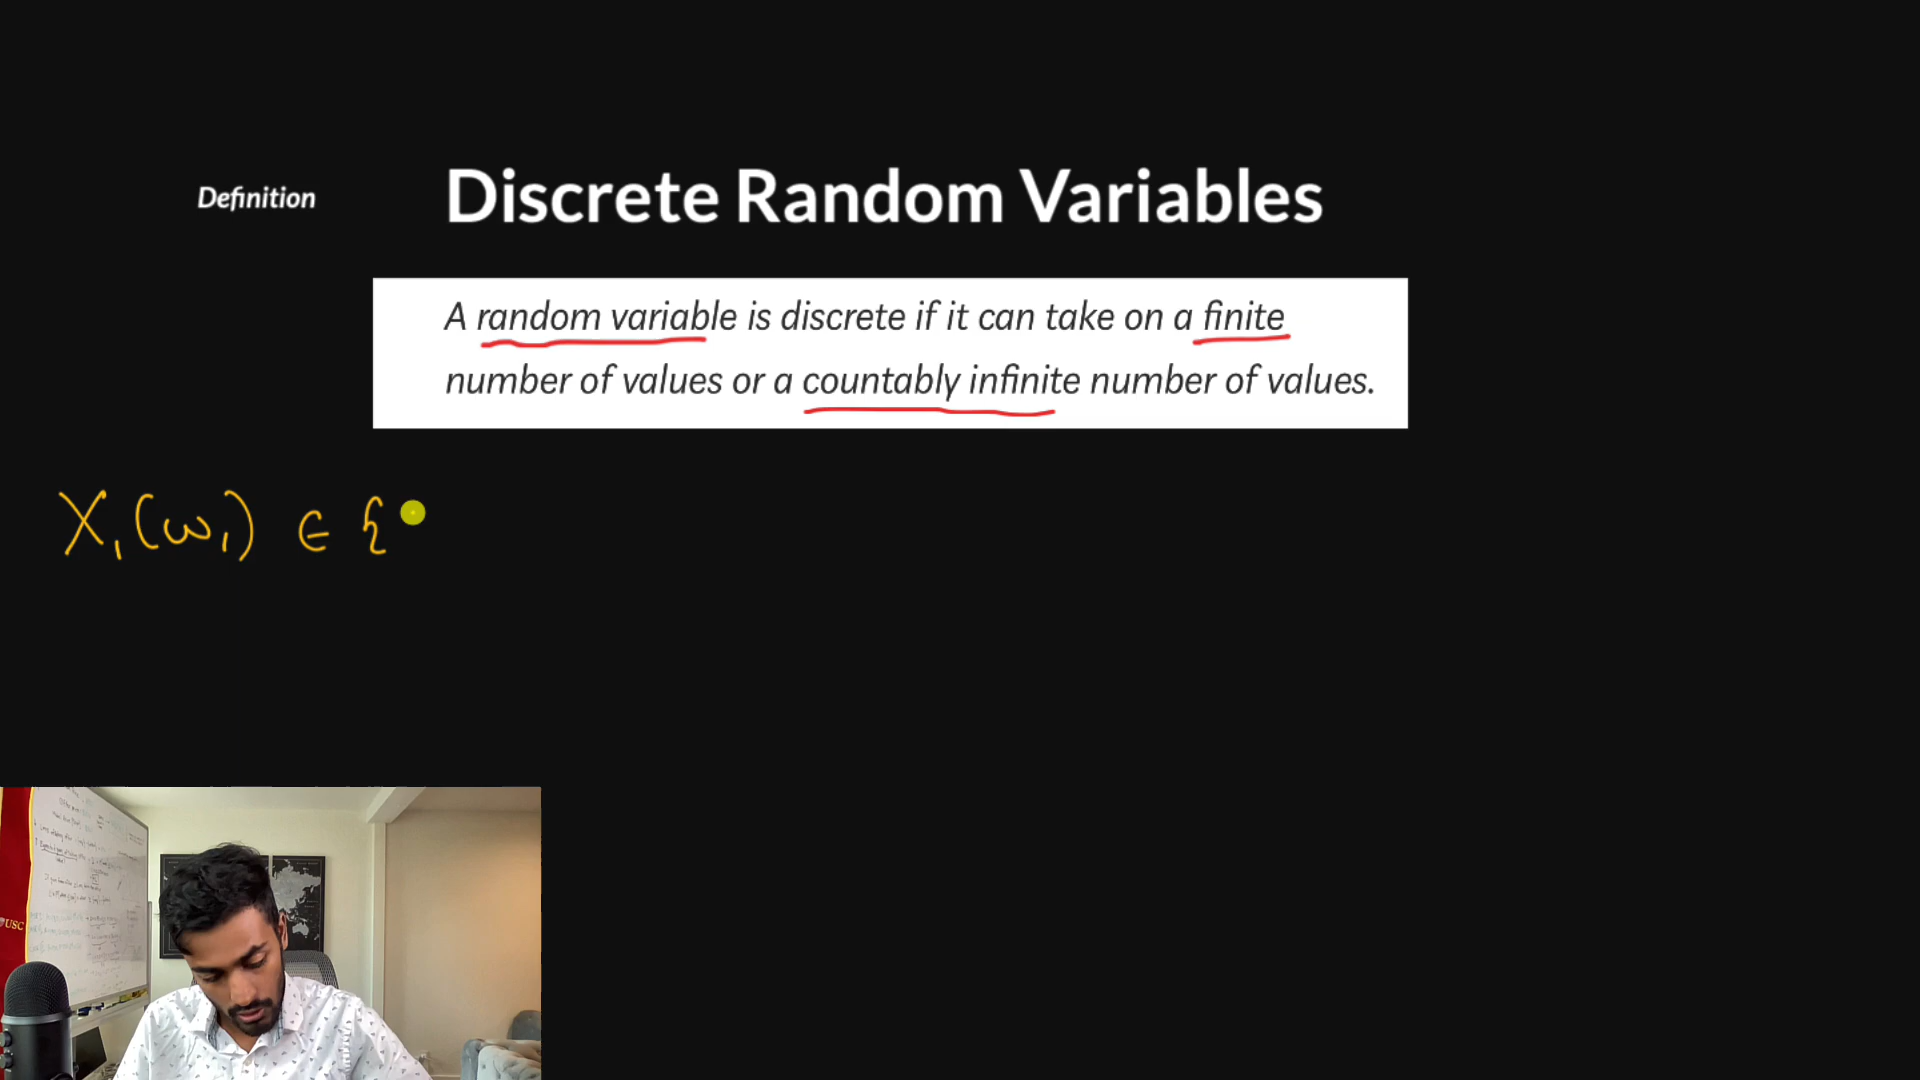 Definition
Discrete Random Variables
A random variable is discrete if it can take on a finite
number of values or a countably infinite number of values.
X₁(ω₁) ∈ {
USC